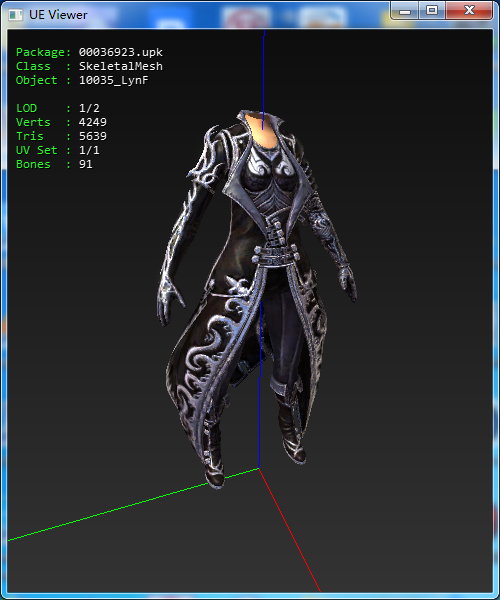 UE Viewer
Package: 00036923.upk
Class : SkeletalMesh
Object : 10035_LynF
LOD : 1/2
Verts : 4249
Tris : 5639
UV Set : 1/1
Bones : 91